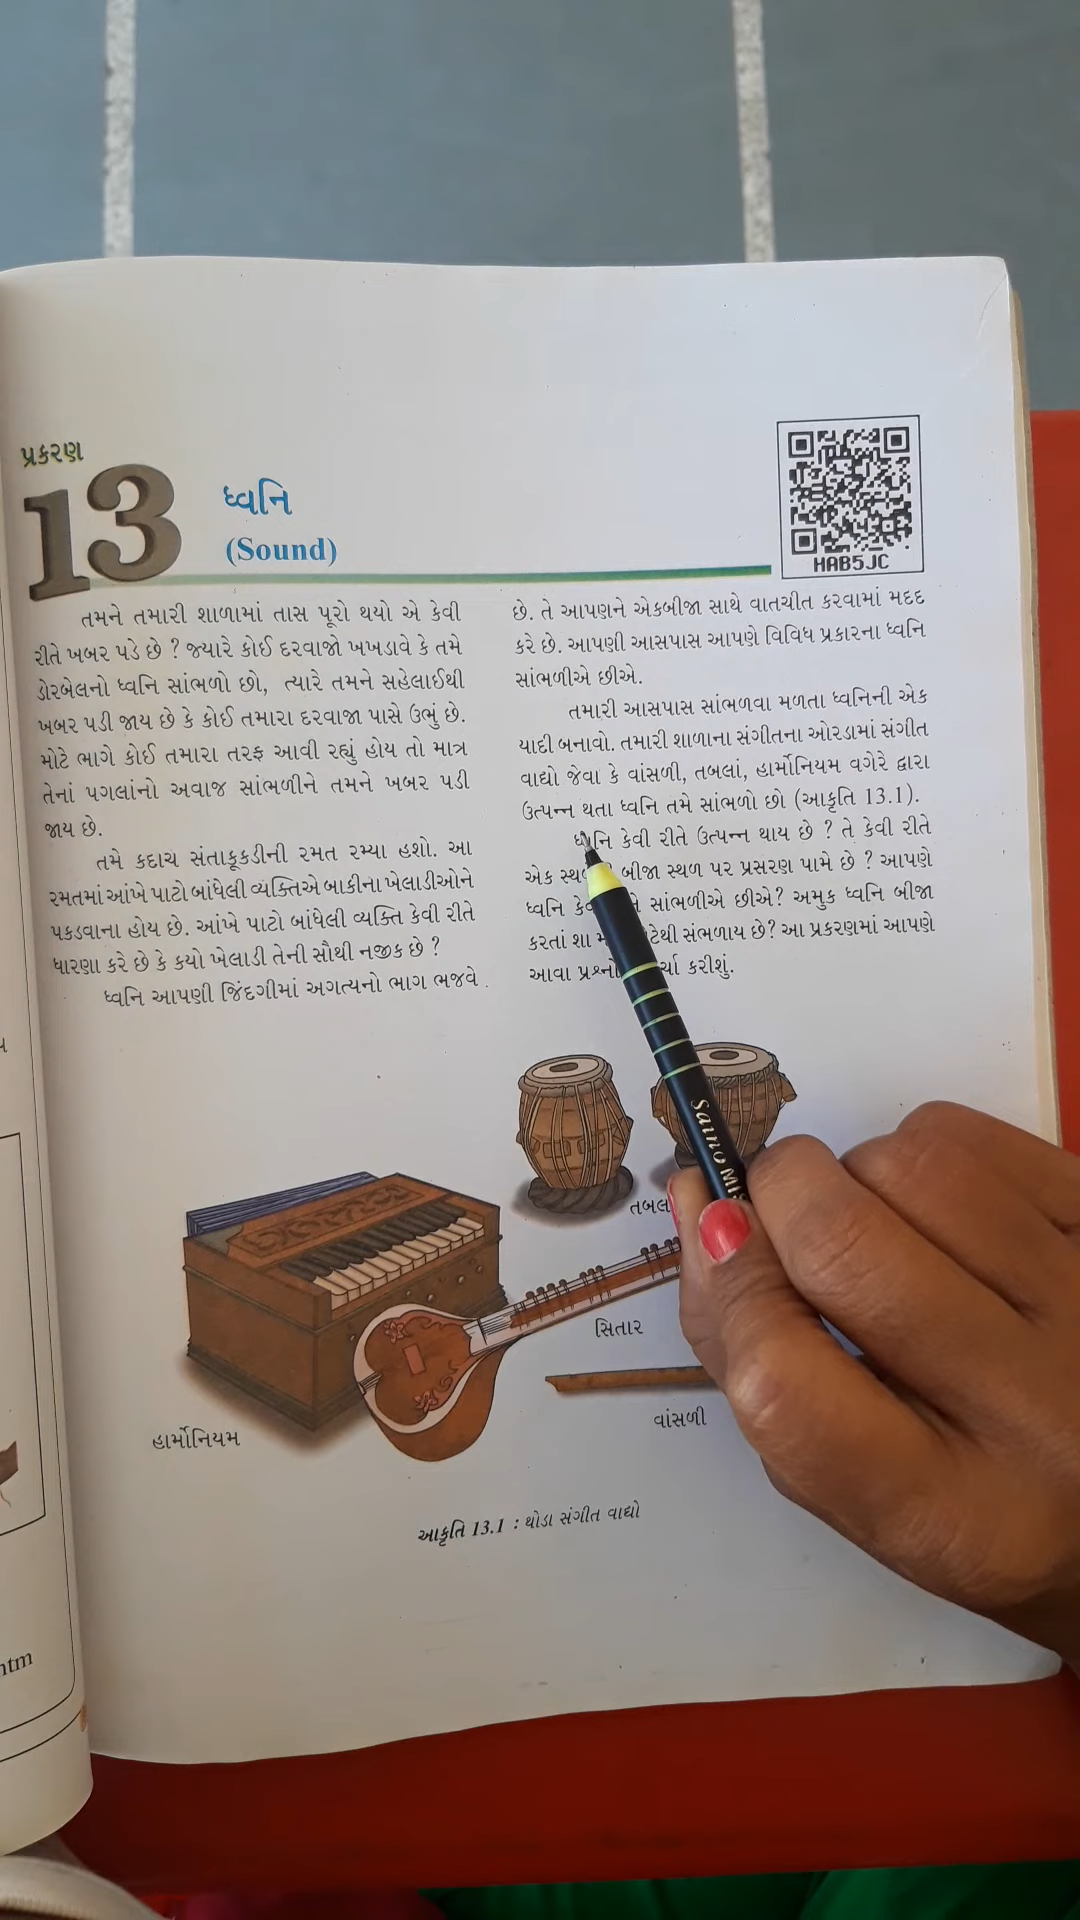 પ્રકરણ
13
ધ્વનિ
(Sound)
HAB5JC
તમને તમારી શાળામાં તાસ પૂરો થયો એ કેવી
રીતે ખબર પડે છે ? જ્યારે કોઈ દરવાજો ખખડાવે કે તમે
ડોરબેલનો ધ્વનિ સાંભળો છો, ત્યારે તમને સહેલાઈથી
ખબર પડી જાય છે કે કોઈ તમારા દરવાજા પાસે ઉભું છે.
મોટે ભાગે કોઈ તમારા તરફ આવી રહ્યું હોય તો માત્ર
તેનાં પગલાંનો અવાજ સાંભળીને તમને ખબર પડી
જાય છે.
તમે કદાચ સંતાકૂકડીની રમત રમ્યા હશો. આ
રમતમાં આંખે પાટો બાંધેલી વ્યક્તિએ બાકીના ખેલાડીઓને
પકડવાના હોય છે. આંખે પાટો બાંધેલી વ્યક્તિ કેવી રીતે
ધારણા કરે છે કે કયો ખેલાડી તેની સૌથી નજીક છે ?
ધ્વનિ આપણી જિંદગીમાં અગત્યનો ભાગ ભજવે
છે. તે આપણને એકબીજા સાથે વાતચીત કરવામાં મદદ
કરે છે. આપણી આસપાસ આપણે વિવિધ પ્રકારના ધ્વનિ
સાંભળીએ છીએ.
તમારી આસપાસ સાંભળવા મળતા ધ્વનિની એક
યાદી બનાવો. તમારી શાળાના સંગીતના ઓરડામાં સંગીત
વાદ્યો જેવા કે વાંસળી, તબલાં, હાર્મોનિયમ વગેરે દ્વારા
ઉત્પન્ન થતા ધ્વનિ તમે સાંભળો છો (આકૃતિ 13.1).
ધ્વનિ કેવી રીતે ઉત્પન્ન થાય છે ? તે કેવી રીતે
એક બીજા સ્થળ પર પ્રસરણ પામે છે ? આપણે
ધ્વનિ સાંભળીએ છીએ? અમુક ધ્વનિ બીજા
કરતાં શા સંભળાય છે? આ પ્રકરણમાં આપણે
આવા કરીશું.
સિતાર
વાંસળી
હાર્મોનિયમ
આકૃતિ 13.1 : થોડા સંગીત વાદ્યો